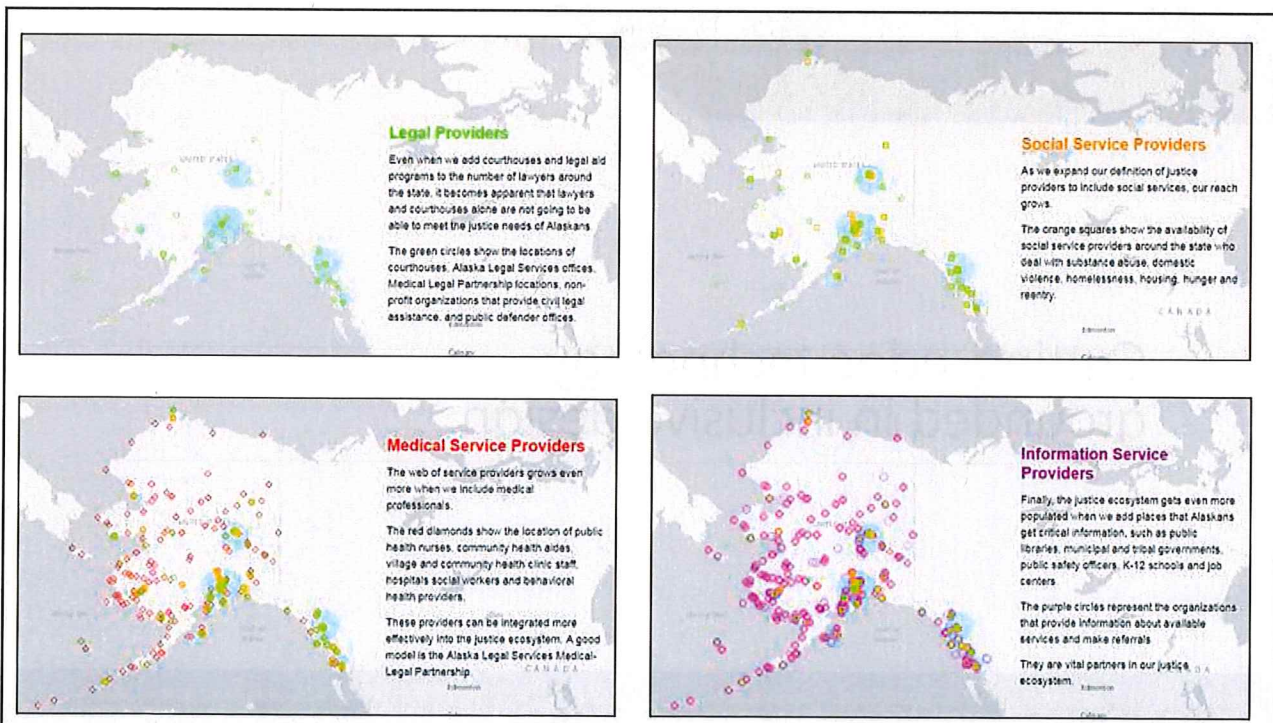 Legal Providers
Even when we add courthouses and legal aid
programs to the number of lawyers around
the state, it becomes apparent that lawyers
and courthouses alone are not going to be
able to meet the justice needs of Alaskans
The green circles show the locations of
courthouses, Alaska Legal Services offices,
Medical Legal Partnership locations, non-
profit organizations that provide civil legal
assistance, and public defender offices.
UNITED STATES
Edmonton
Calgary
Social Service Providers
As we expand our definition of justice
providers to include social services, our reach
grows.
The orange squares show the availability of
social service providers around the state who
deal with substance abuse, domestic
violence, homelessness, housing, hunger and
reentry.
UNITED STATES
CANADA
Edmonton
Medical Service Providers
The web of service providers grows even
more when we include medical
professionals.
The red diamonds show the location of public
health nurses, community health aides,
village and community health clinic staff,
hospitals social workers and behavioral
health providers.
These providers can be integrated more
effectively into the justice ecosystem. A good
model is the Alaska Legal Services Medical-
Legal Partnership.
CANADA
Edmonton
Information Service
Providers
Finally, the justice ecosystem gets even more
populated when we add places that Alaskans
get critical information, such as public
libraries, municipal and tribal governments,
public safety officers, K-12 schools and job
centers
The purple circles represent the organizations
that provide information about available
services and make referrals
They are vital partners in our justice
ecosystem.
CANADA
Edmonton